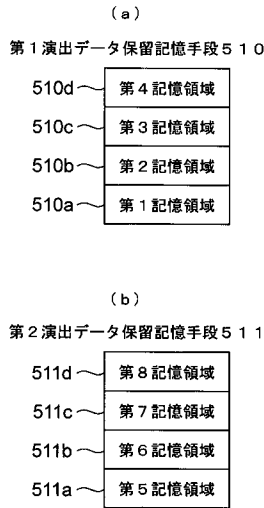 (a)
第1演出データ保留記憶手段510
510d 第4記憶領域
510c 第3記憶領域
510b 第2記憶領域
510a 第1記憶領域
(b)
第2演出データ保留記憶手段511
511d 第8記憶領域
511c 第7記憶領域
511b 第6記憶領域
511a 第5記憶領域